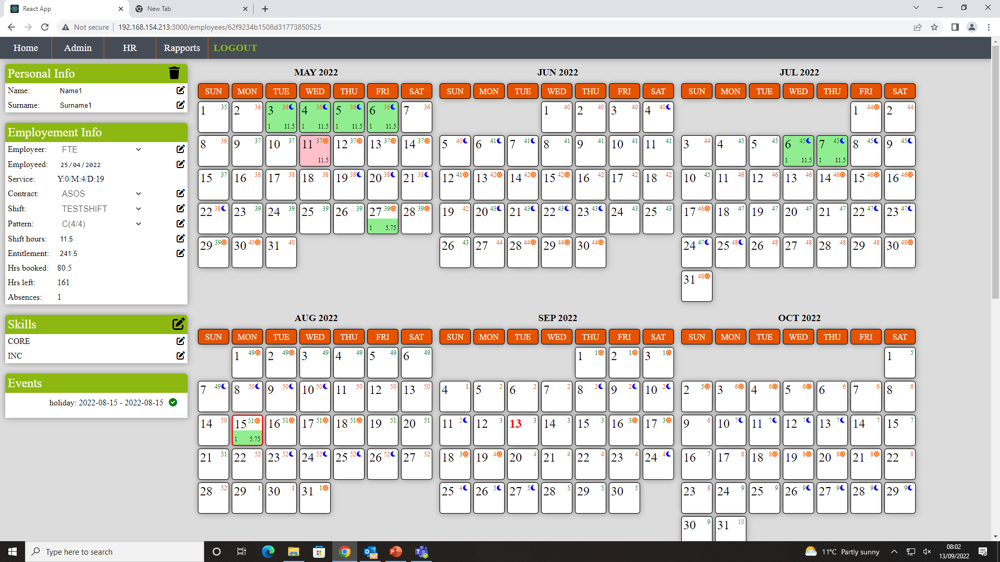 React App
New Tab
Not secure
192.168.154.213:3000/employees/62f9234b1508d31773850525
Home Admin HR Rapports LOGOUT
Personal Info
Name: Name1
Surname: Surname1
Employement Info
Employeer: FTE
Employeed: 25/04/2022
Service: Y:0/M:4/D:19
Contract: ASOS
Shift: TESTSHIFT
Pattern: C(4/4)
Shift hours: 11.5
Entitlement: 241.5
Hrs booked: 80.5
Hrs left: 161
Absences: 1
Skills
CORE
INC
Events
holiday: 2022-08-15 - 2022-08-15
MAY 2022
SUN MON TUE WED THU FRI SAT
1 35 2 36 3 36 4 36 5 36 6 36 7 36
1 11.5 1 11.5 1 11.5 1 11.5
8 36 9 37 10 37 11 37 12 37 13 37 14 37
11.5
15 37 16 38 17 38 18 38 19 38 20 38 21 38
22 38 23 39 24 39 25 39 26 39 27 39 28 39
1 5.75
29 39 30 40 31 40
JUN 2022
SUN MON TUE WED THU FRI SAT
1 40 2 40 3 40 4 40
5 40 6 41 7 41 8 41 9 41 10 41 11 41
12 41 13 42 14 42 15 42 16 42 17 42 18 42
19 42 20 43 21 43 22 43 23 43 24 43 25 43
26 43 27 44 28 44 29 44 30 44
JUL 2022
SUN MON TUE WED THU FRI SAT
1 44 2 44
3 44 4 45 5 45 6 45 7 45 8 45 9 45
1 11.5 1 11.5
10 45 11 46 12 46 13 46 14 46 15 46 16 46
17 46 18 47 19 47 20 47 21 47 22 47 23 47
24 47 25 48 26 48 27 48 28 48 29 48 30 48
31 48
AUG 2022
SUN MON TUE WED THU FRI SAT
1 49 2 49 3 49 4 49 5 49 6 49
7 49 8 50 9 50 10 50 11 50 12 50 13 50
14 50 15 51 16 51 17 51 18 51 19 51 20 51
1 5.75
21 51 22 52 23 52 24 52 25 52 26 52 27 52
28 52 29 1 30 1 31 1
SEP 2022
SUN MON TUE WED THU FRI SAT
1 1 2 1 3 1
4 1 5 2 6 2 7 2 8 2 9 2 10 2
11 2 12 3 13 3 14 3 15 3 16 3 17 3
18 3 19 4 20 4 21 4 22 4 23 4 24 4
25 4 26 5 27 5 28 5 29 5 30 5
OCT 2022
SUN MON TUE WED THU FRI SAT
1 5
2 5 3 6 4 6 5 6 6 6 7 6 8 6
9 6 10 7 11 7 12 7 13 7 14 7 15 7
16 7 17 8 18 8 19 8 20 8 21 8 22 8
23 8 24 9 25 9 26 9 27 9 28 9 29 9
30 9 31 10
Type here to search
11°C Partly sunny
08:02
13/09/2022